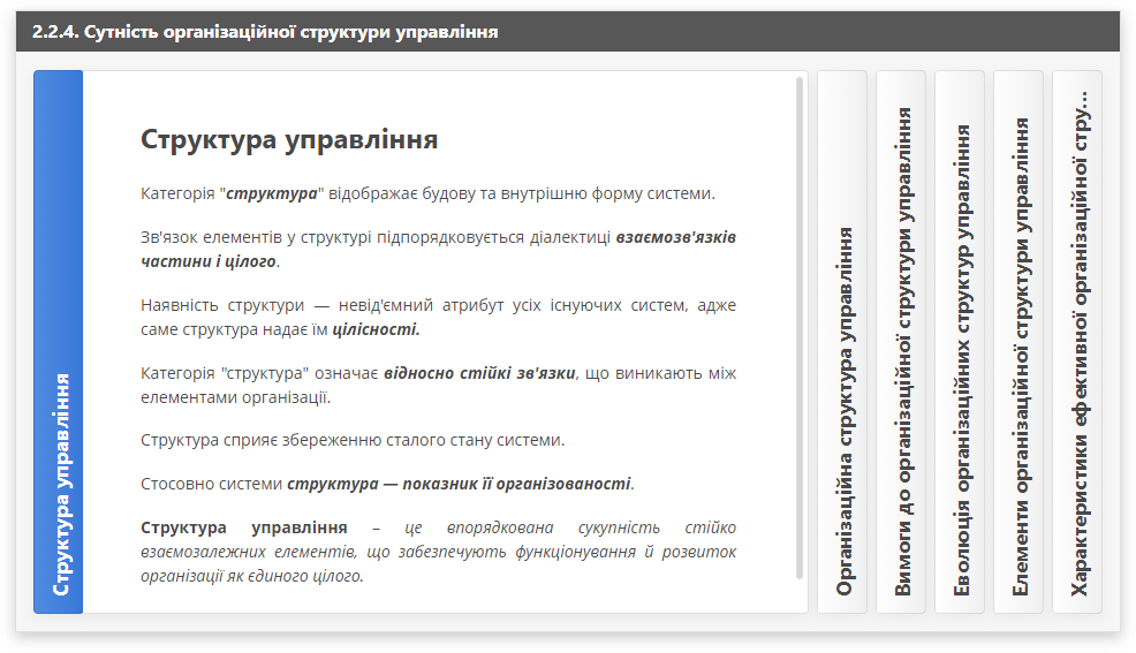 2.2.4. Сутність організаційної структури управління
Структура управління
Структура управління
Категорія "структура" відображає будову та внутрішню форму системи.
Зв'язок елементів у структурі підпорядковується діалектиці взаємозв'язків
частини і цілого.
Наявність структури — невід'ємний атрибут усіх існуючих систем, адже
саме структура надає їм цілісності.
Категорія "структура" означає відносно стійкі зв'язки, що виникають між
елементами організації.
Структура сприяє збереженню сталого стану системи.
Стосовно системи структура — показник її організованості.
Структура управління – це впорядкована сукупність стійко
взаємозалежних елементів, що забезпечують функціонування й розвиток
організації як єдиного цілого.
Організаційна структура управління
Вимоги до організаційної структури управління
Еволюція організаційних структур управління
Елементи організаційної структури управління
Характеристики ефективної організаційної стру...